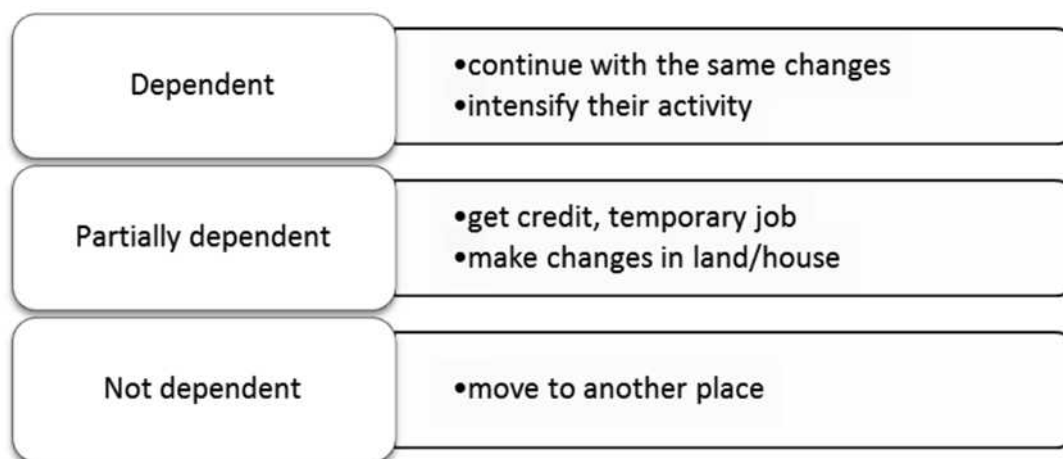 Dependent
•continue with the same changes
•intensify their activity
Partially dependent
•get credit, temporary job
•make changes in land/house
Not dependent
•move to another place